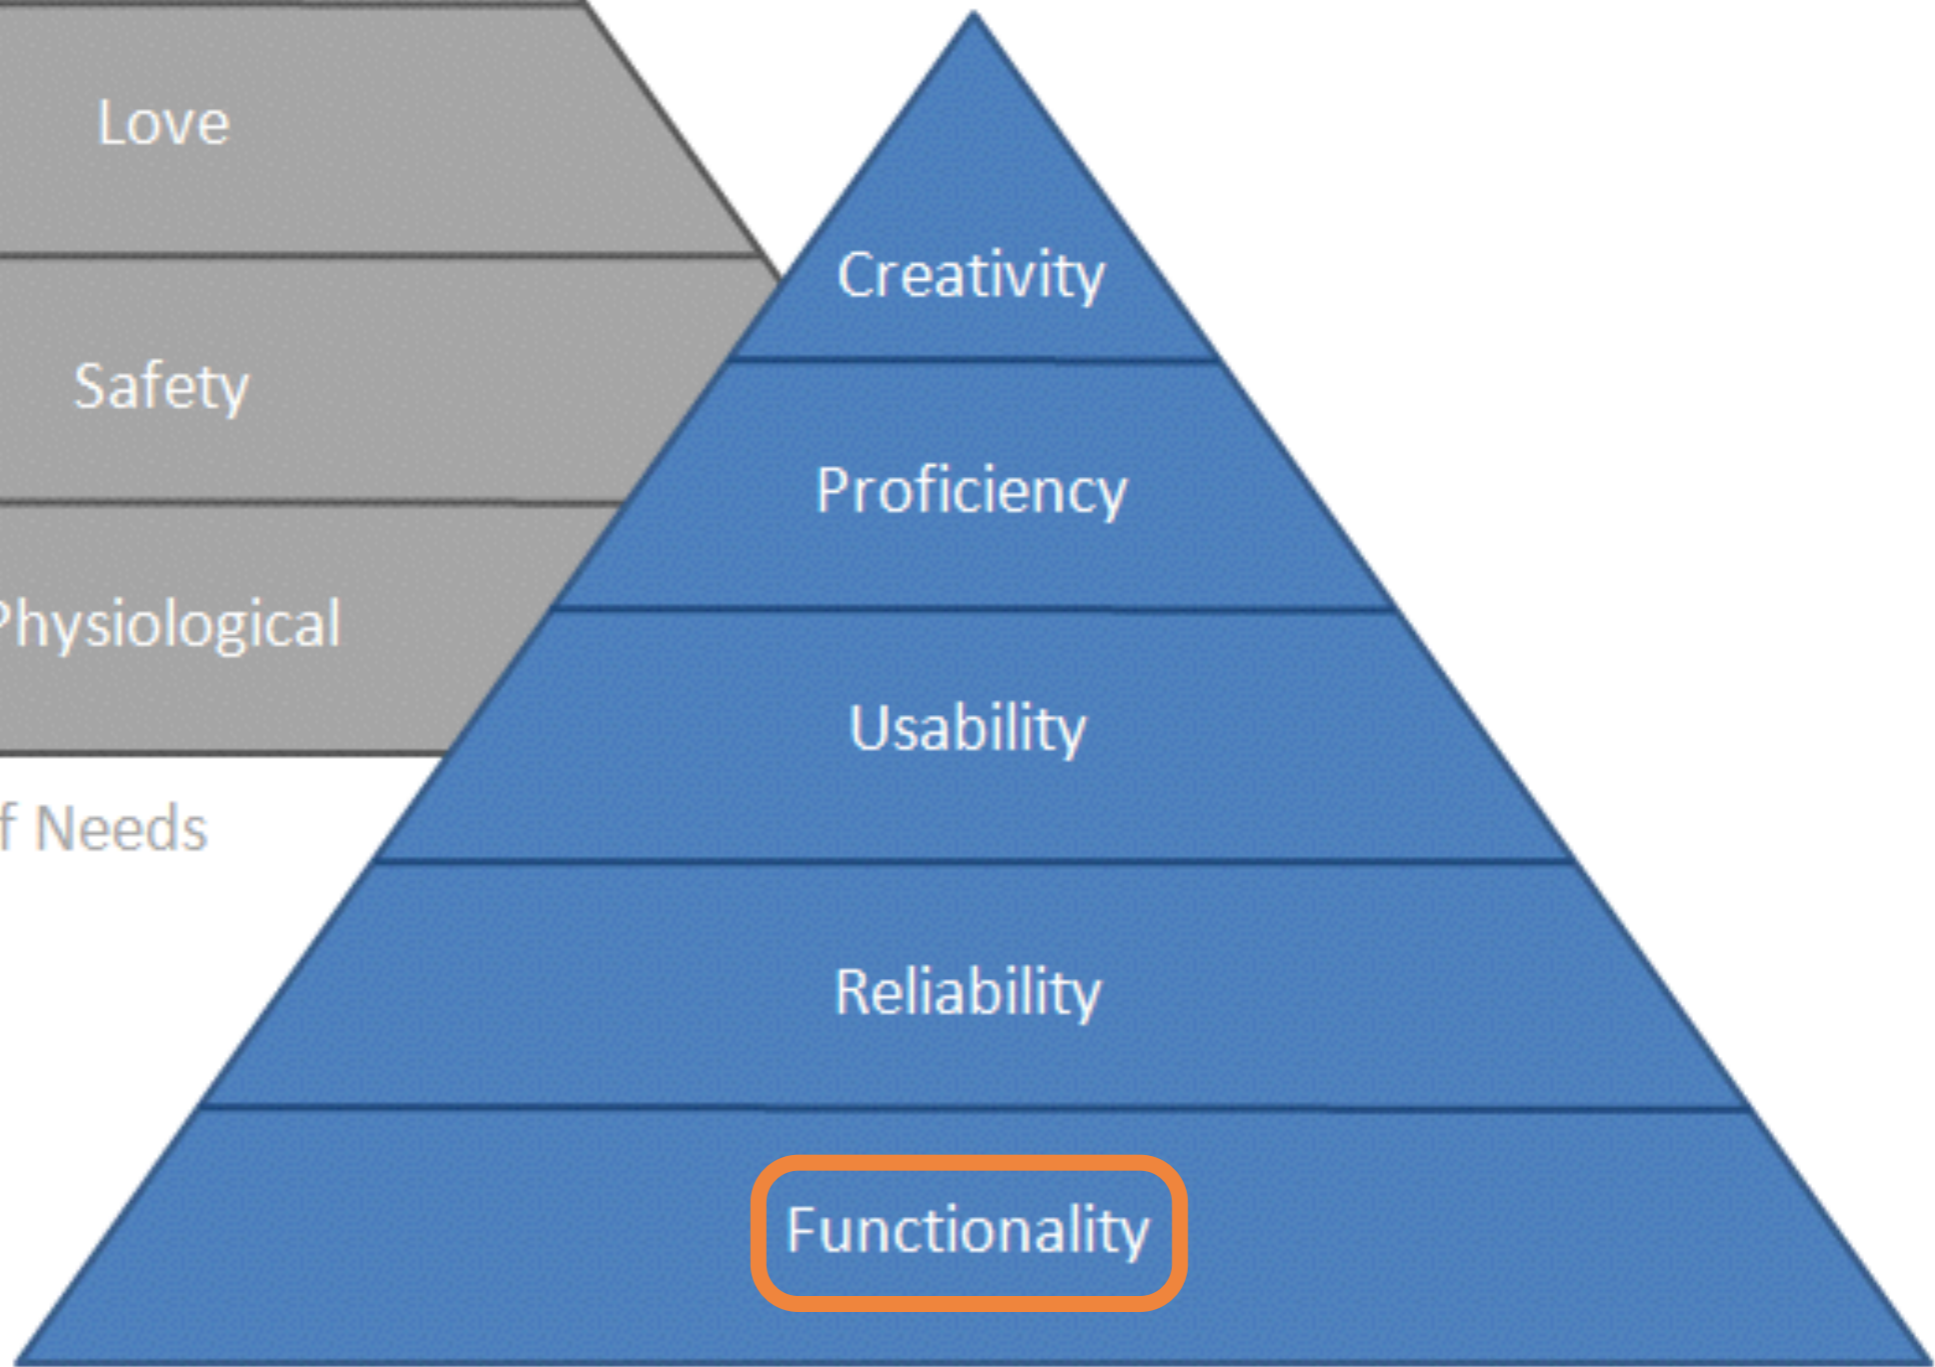 Love
Safety
Physiological
f Needs
Creativity
Proficiency
Usability
Reliability
Functionality